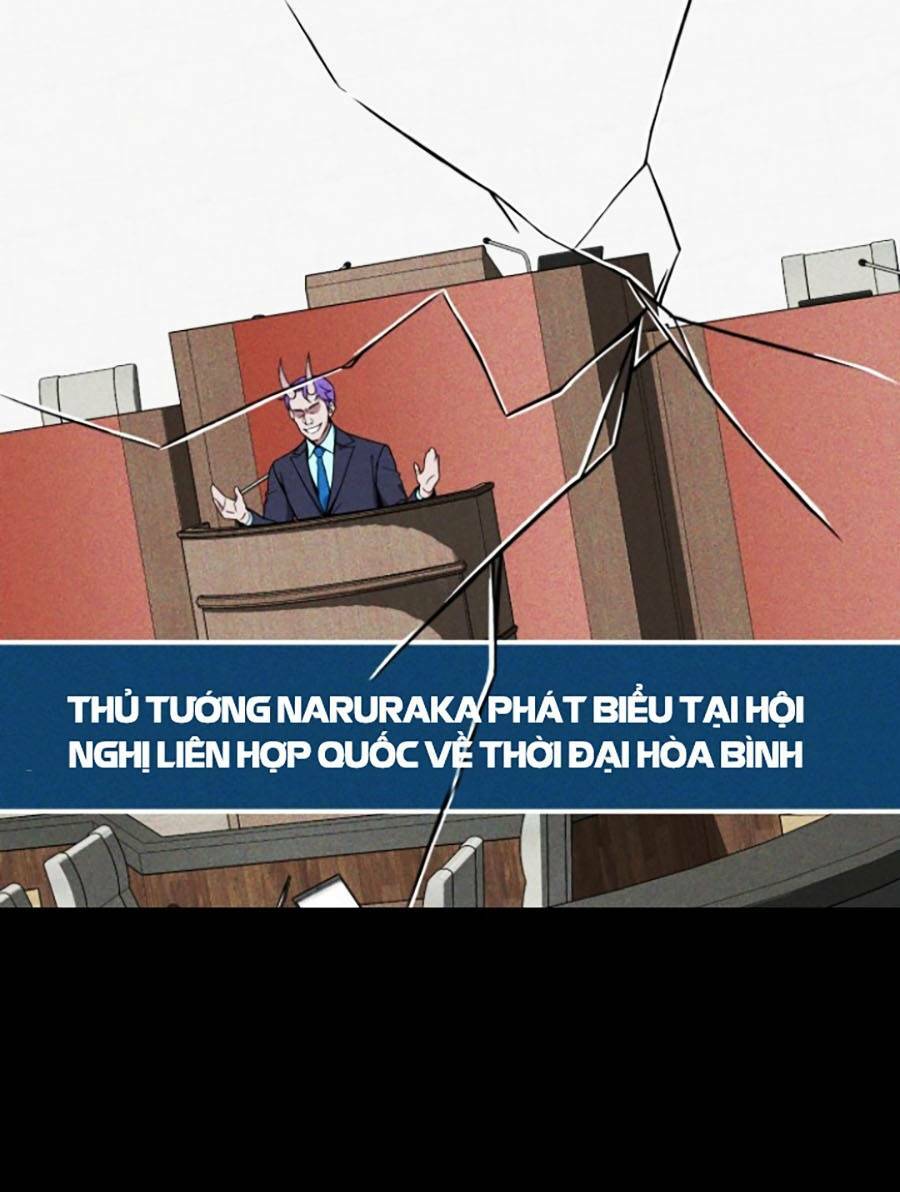 THỦ TƯỚNG NARURAKA PHÁT BIỂU TẠI HỘI
NGHỊ LIÊN HỢP QUỐC VỀ THỜI ĐẠI HÒA BÌNH